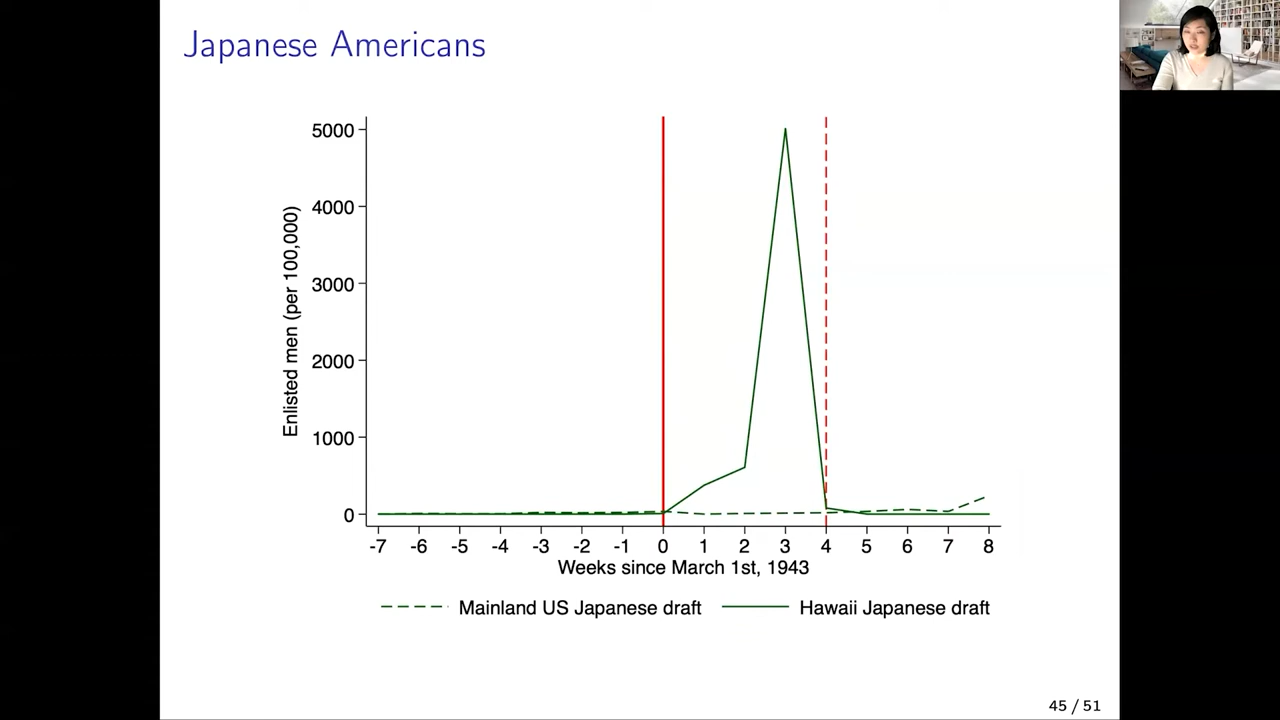 Japanese Americans
5000
4000
3000
2000
1000
0
Enlisted men (per 100,000)
-7 -6 -5 -4 -3 -2 -1 0 1 2 3 4 5 6 7 8
Weeks since March 1st, 1943
Mainland US Japanese draft Hawaii Japanese draft
45 / 51